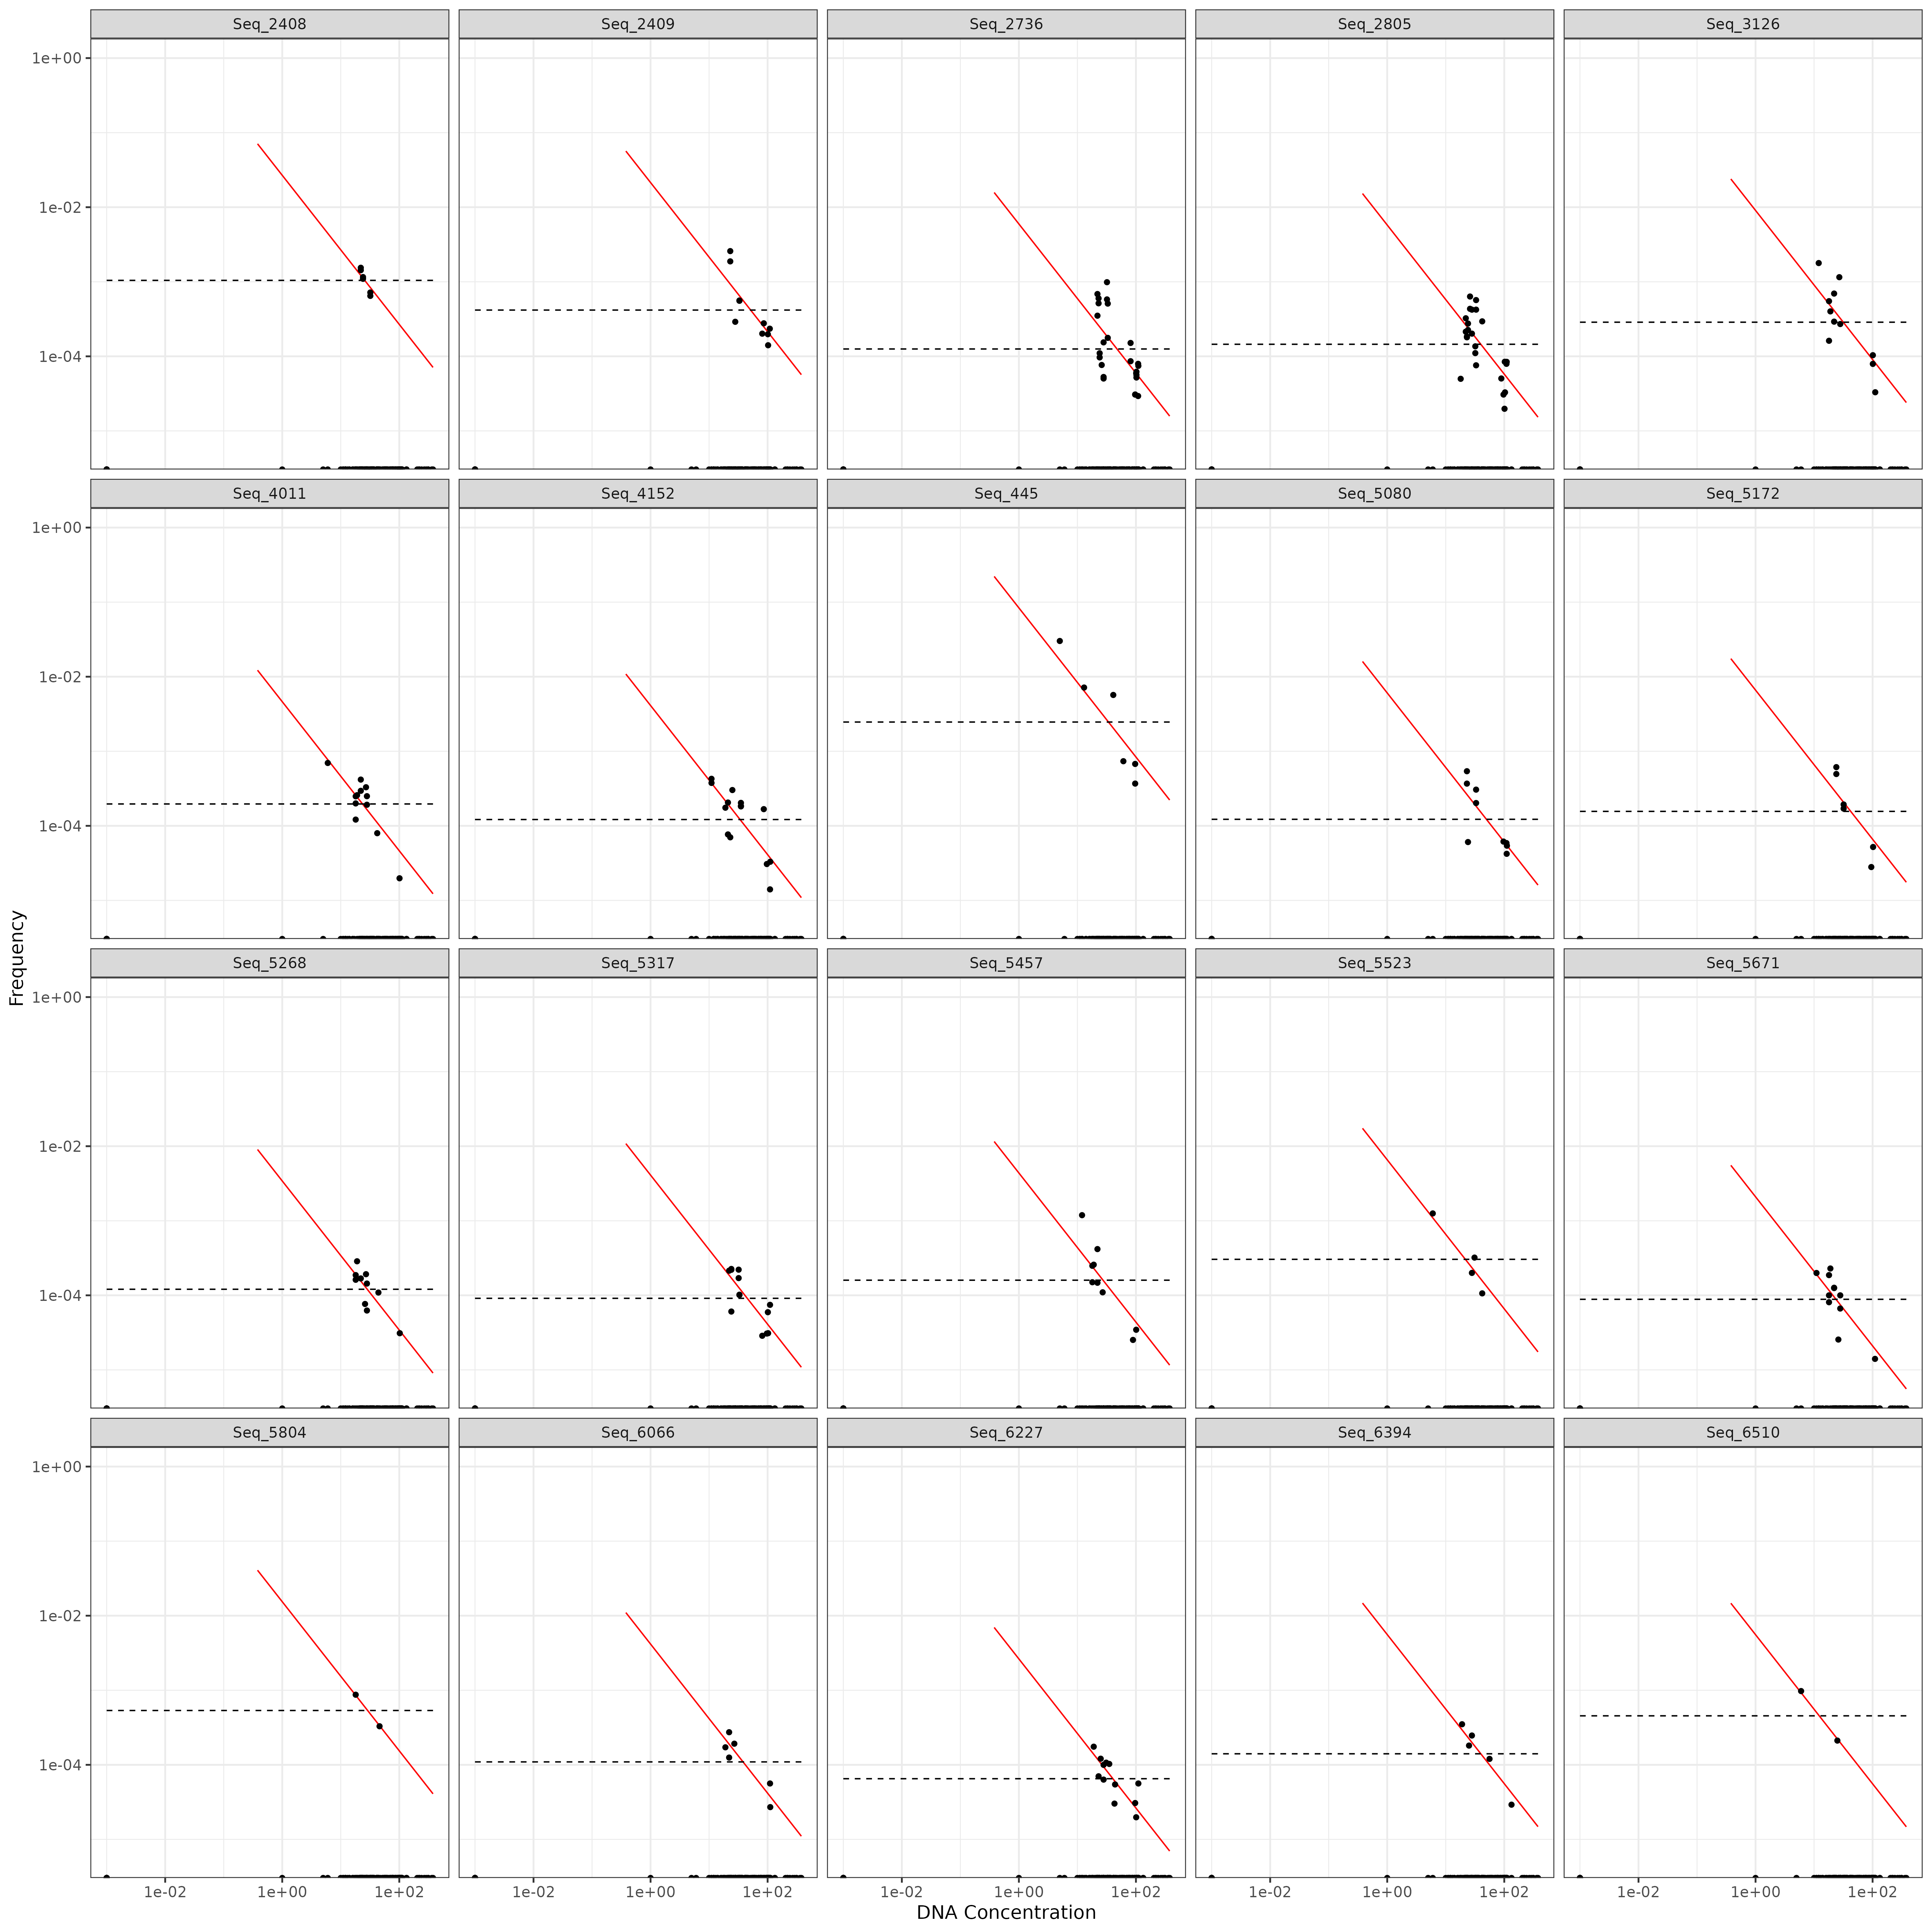 Seq_2408 Seq_2409 Seq_2736 Seq_2805 Seq_3126
1e+00
1e-02
1e-04
Seq_4011 Seq_4152 Seq_445 Seq_5080 Seq_5172
1e+00
1e-02
1e-04
Frequency
Seq_5268 Seq_5317 Seq_5457 Seq_5523 Seq_5671
1e+00
1e-02
1e-04
Seq_5804 Seq_6066 Seq_6227 Seq_6394 Seq_6510
1e+00
1e-02
1e-04
1e-02 1e+00 1e+02 1e-02 1e+00 1e+02 1e-02 1e+00 1e+02 1e-02 1e+00 1e+02 1e-02 1e+00 1e+02
DNA Concentration